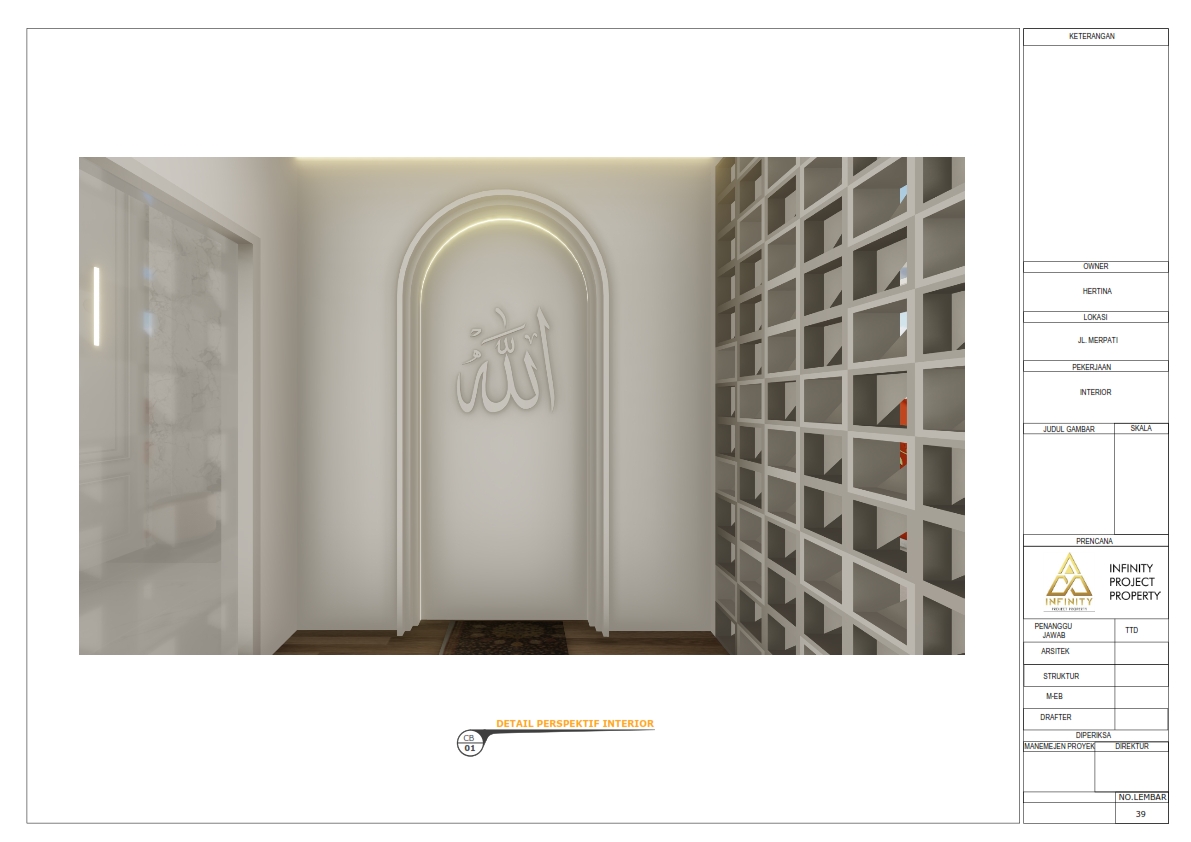 KETERANGAN
الله
OWNER
HERTINA
LOKASI
JL. MERPATI
PEKERJAAN
INTERIOR
JUDUL GAMBAR
SKALA
PRENCANA
INFINITY
PROJECT PROPERTY
INFINITY
PROJECT
PROPERTY
PENANGGU
JAWAB
TTD
ARSITEK
STRUKTUR
M-EB
DRAFTER
DIPERIKSA
MANEMEJEN PROYEK
DIREKTUR
NO.LEMBAR
39
DETAIL PERSPEKTIF INTERIOR
CB
01